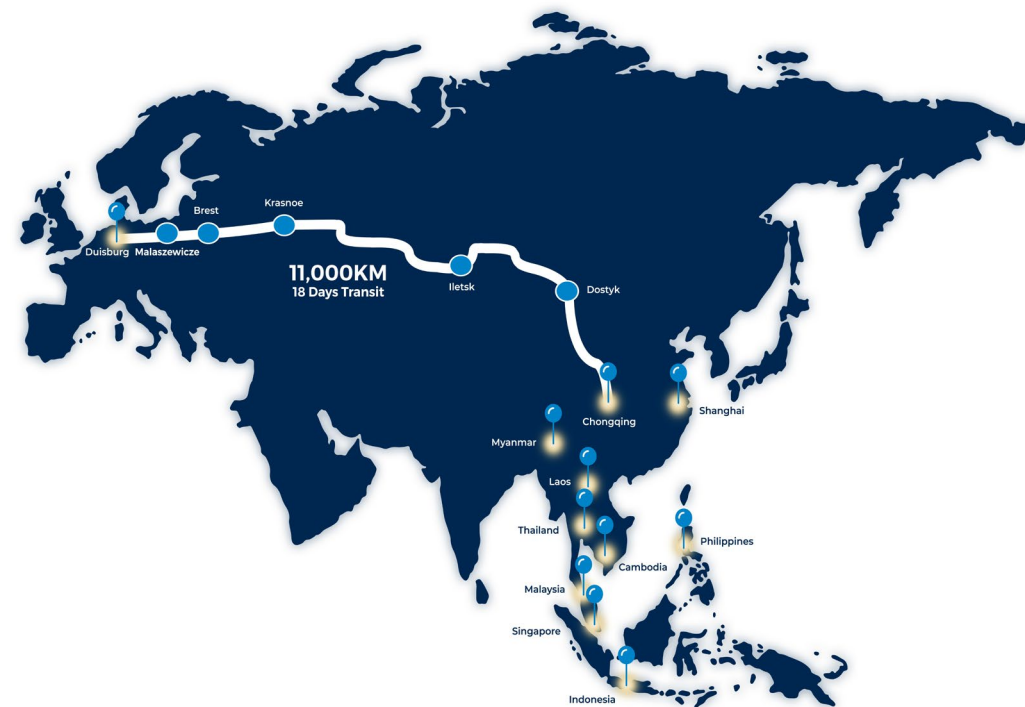 Krasnoe
Brest
Duisburg
Malaszewicze
11,000KM
18 Days Transit
Iletsk
Dostyk
Chongqing
Shanghai
Myanmar
Laos
Thailand
Philippines
Cambodia
Malaysia
Singapore
Indonesia